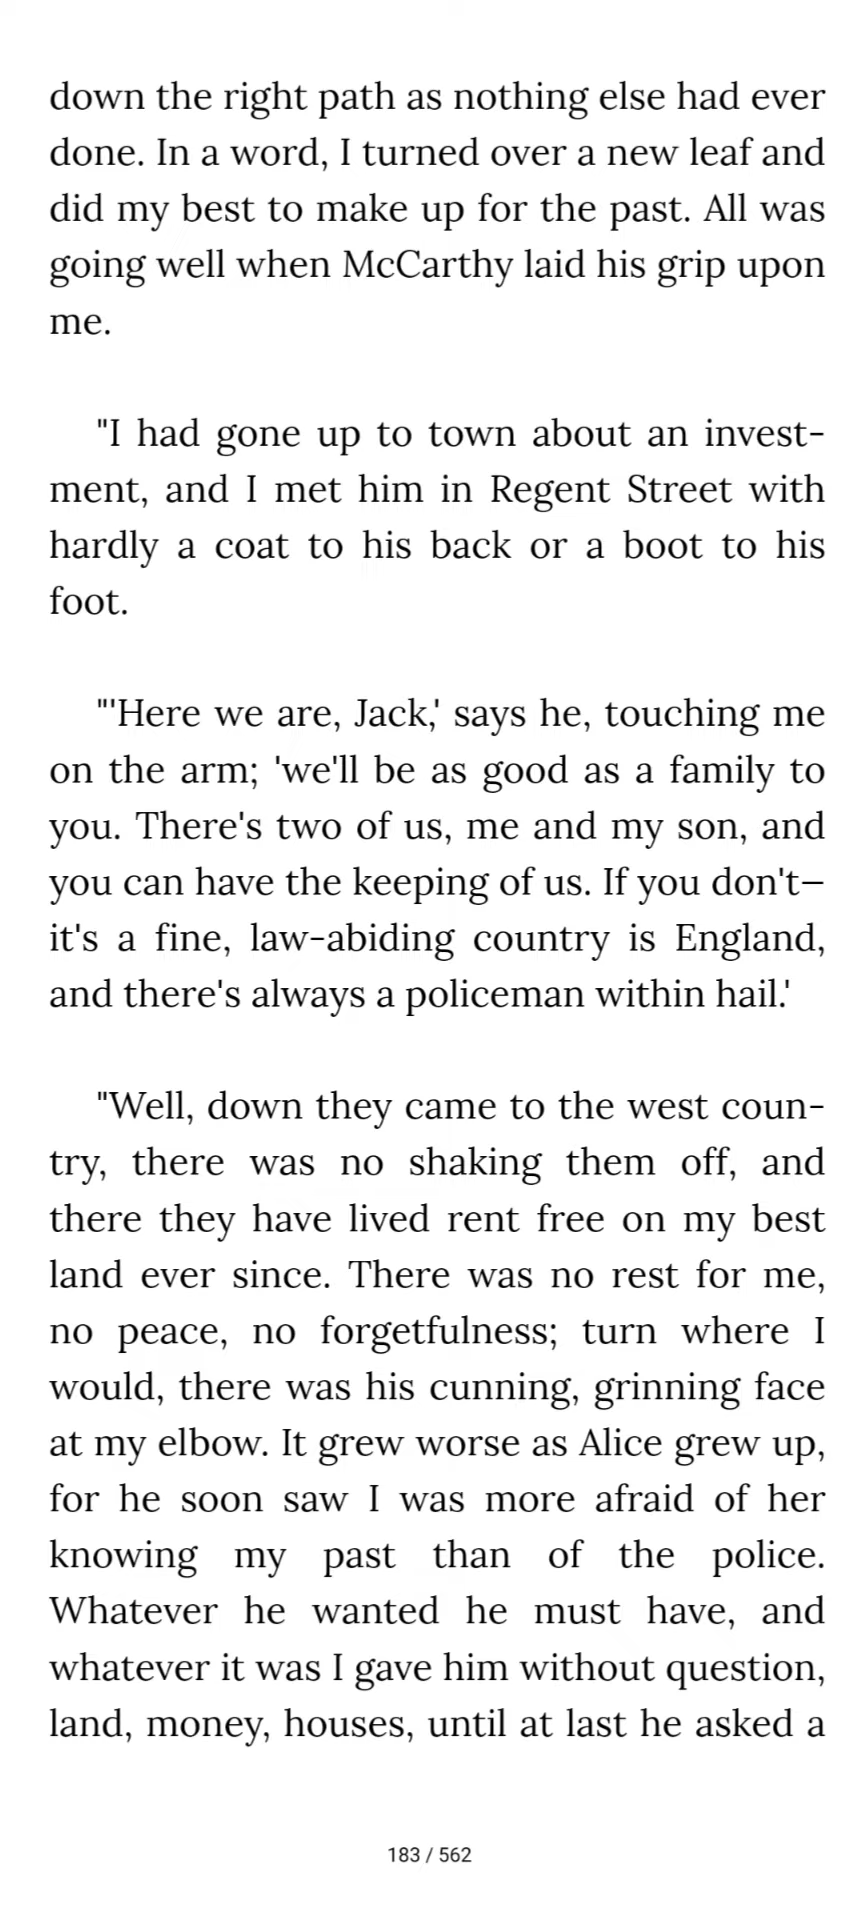 down the right path as nothing else had ever
done. In a word, I turned over a new leaf and
did my best to make up for the past. All was
going well when McCarthy laid his grip upon
me.
"I had gone up to town about an invest-
ment, and I met him in Regent Street with
hardly a coat to his back or a boot to his
foot.
"'Here we are, Jack,' says he, touching me
on the arm; 'we'll be as good as a family to
you. There's two of us, me and my son, and
you can have the keeping of us. If you don't—
it's a fine, law-abiding country is England,
and there's always a policeman within hail.'
"Well, down they came to the west coun-
try, there was no shaking them off, and
there they have lived rent free on my best
land ever since. There was no rest for me,
no peace, no forgetfulness; turn where I
would, there was his cunning, grinning face
at my elbow. It grew worse as Alice grew up,
for he soon saw I was more afraid of her
knowing my past than of the police.
Whatever he wanted he must have, and
whatever it was I gave him without question,
land, money, houses, until at last he asked a
183 / 562